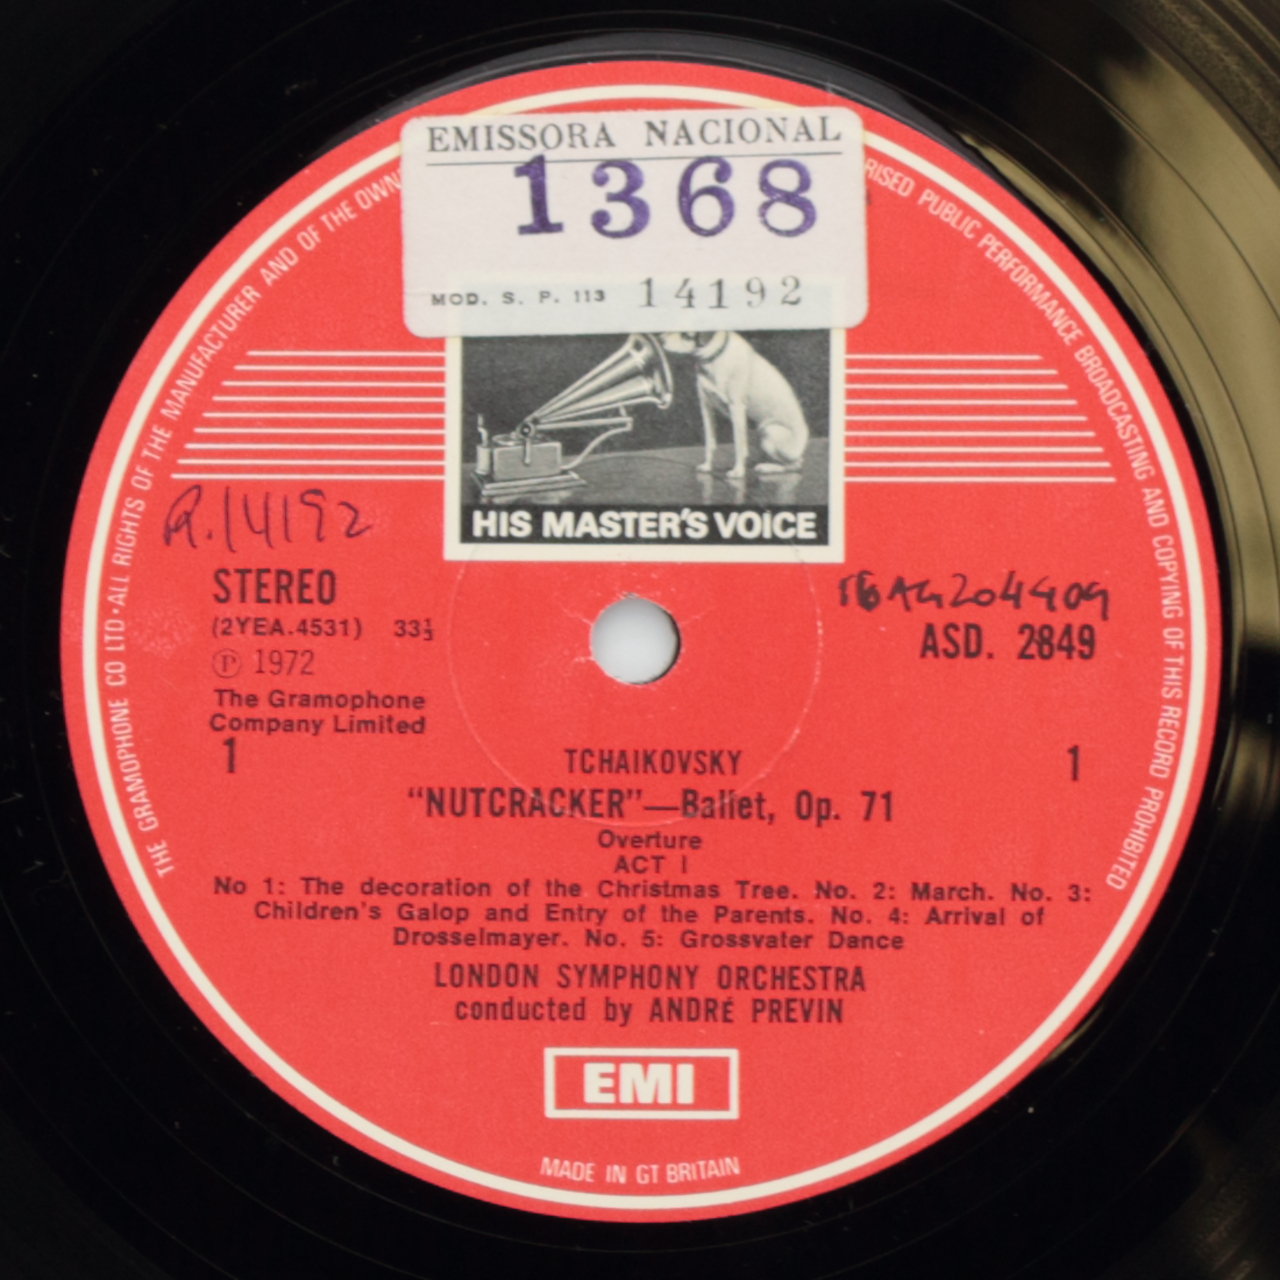 EMISSORA NACIONAL
1368
MOD. S. P. 113 14192
HIS MASTER'S VOICE
R.14192
STEREO
(2YEA.4531) 33⅓
Ⓟ 1972
The Gramophone
Company Limited
ASD. 2849
1 1
TCHAIKOVSKY
“NUTCRACKER”—Ballet, Op. 71
Overture
ACT I
No 1: The decoration of the Christmas Tree. No. 2: March. No. 3:
Children's Galop and Entry of the Parents. No. 4: Arrival of
Drosselmayer. No. 5: Grossvater Dance
LONDON SYMPHONY ORCHESTRA
conducted by ANDRÉ PREVIN
EMI
MADE IN GT BRITAIN
THE GRAMOPHONE CO LTD·ALL RIGHTS OF THE MANUFACTURER AND OF THE
PUBLIC PERFORMANCE BROADCASTING AND COPYING OF THIS RECORD PROHIBITED